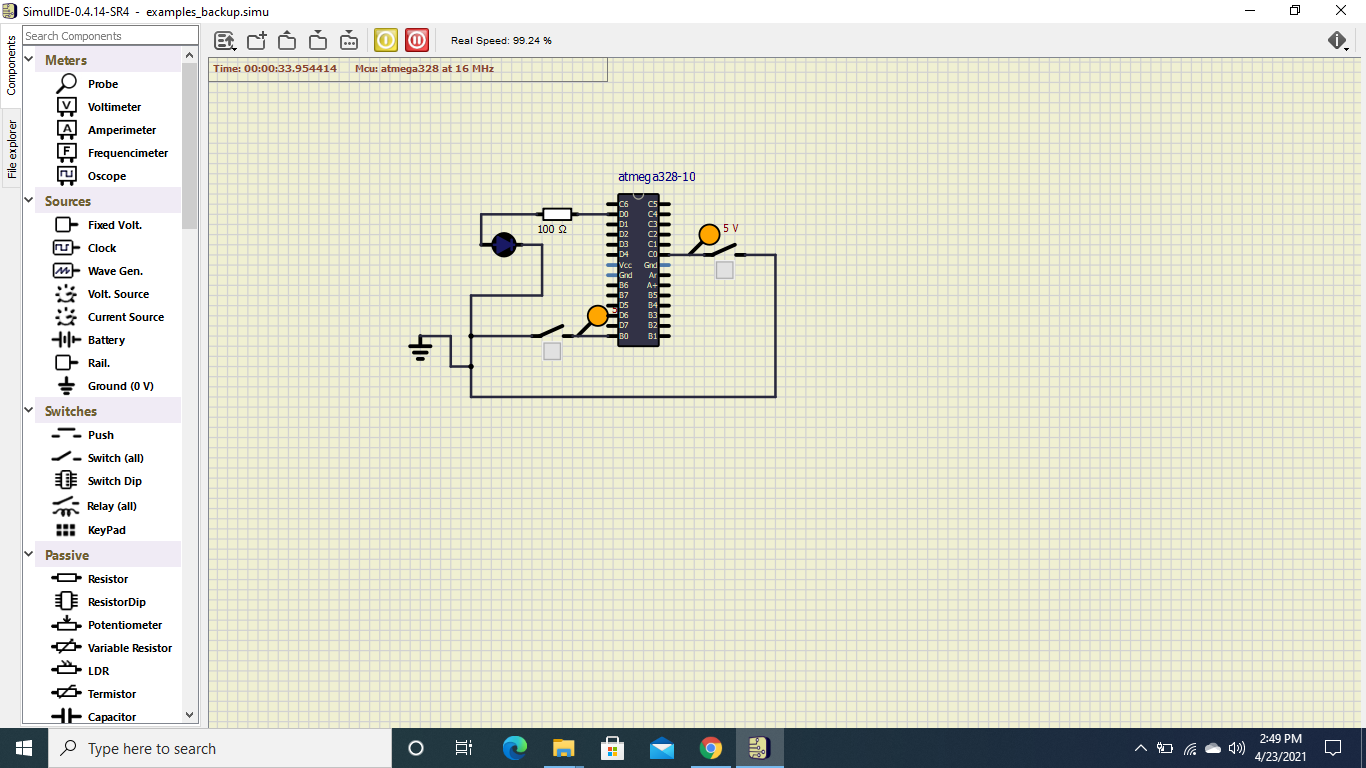 SimulIDE-0.4.14-SR4 - examples_backup.simu
Components
File explorer
Search Components
Real Speed: 99.24 %
Time: 00:00:33.954414 Mcu: atmega328 at 16 MHz
Meters
Probe
Voltimeter
Amperimeter
Frequencimeter
Oscope
Sources
Fixed Volt.
Clock
Wave Gen.
Volt. Source
Current Source
Battery
Rail.
Ground (0 V)
Switches
Push
Switch (all)
Switch Dip
Relay (all)
KeyPad
Passive
Resistor
ResistorDip
Potentiometer
Variable Resistor
LDR
Termistor
Capacitor
atmega328-10
C6 C5
D0 C4
D1 C3
D2 C2
D3 C1
D4 C0
Vcc Gnd
Gnd Ar
B6 A+
B7 B5
D5 B4
D6 B3
D7 B2
B0 B1
100 Ω
5 V
Type here to search
2:49 PM
4/23/2021